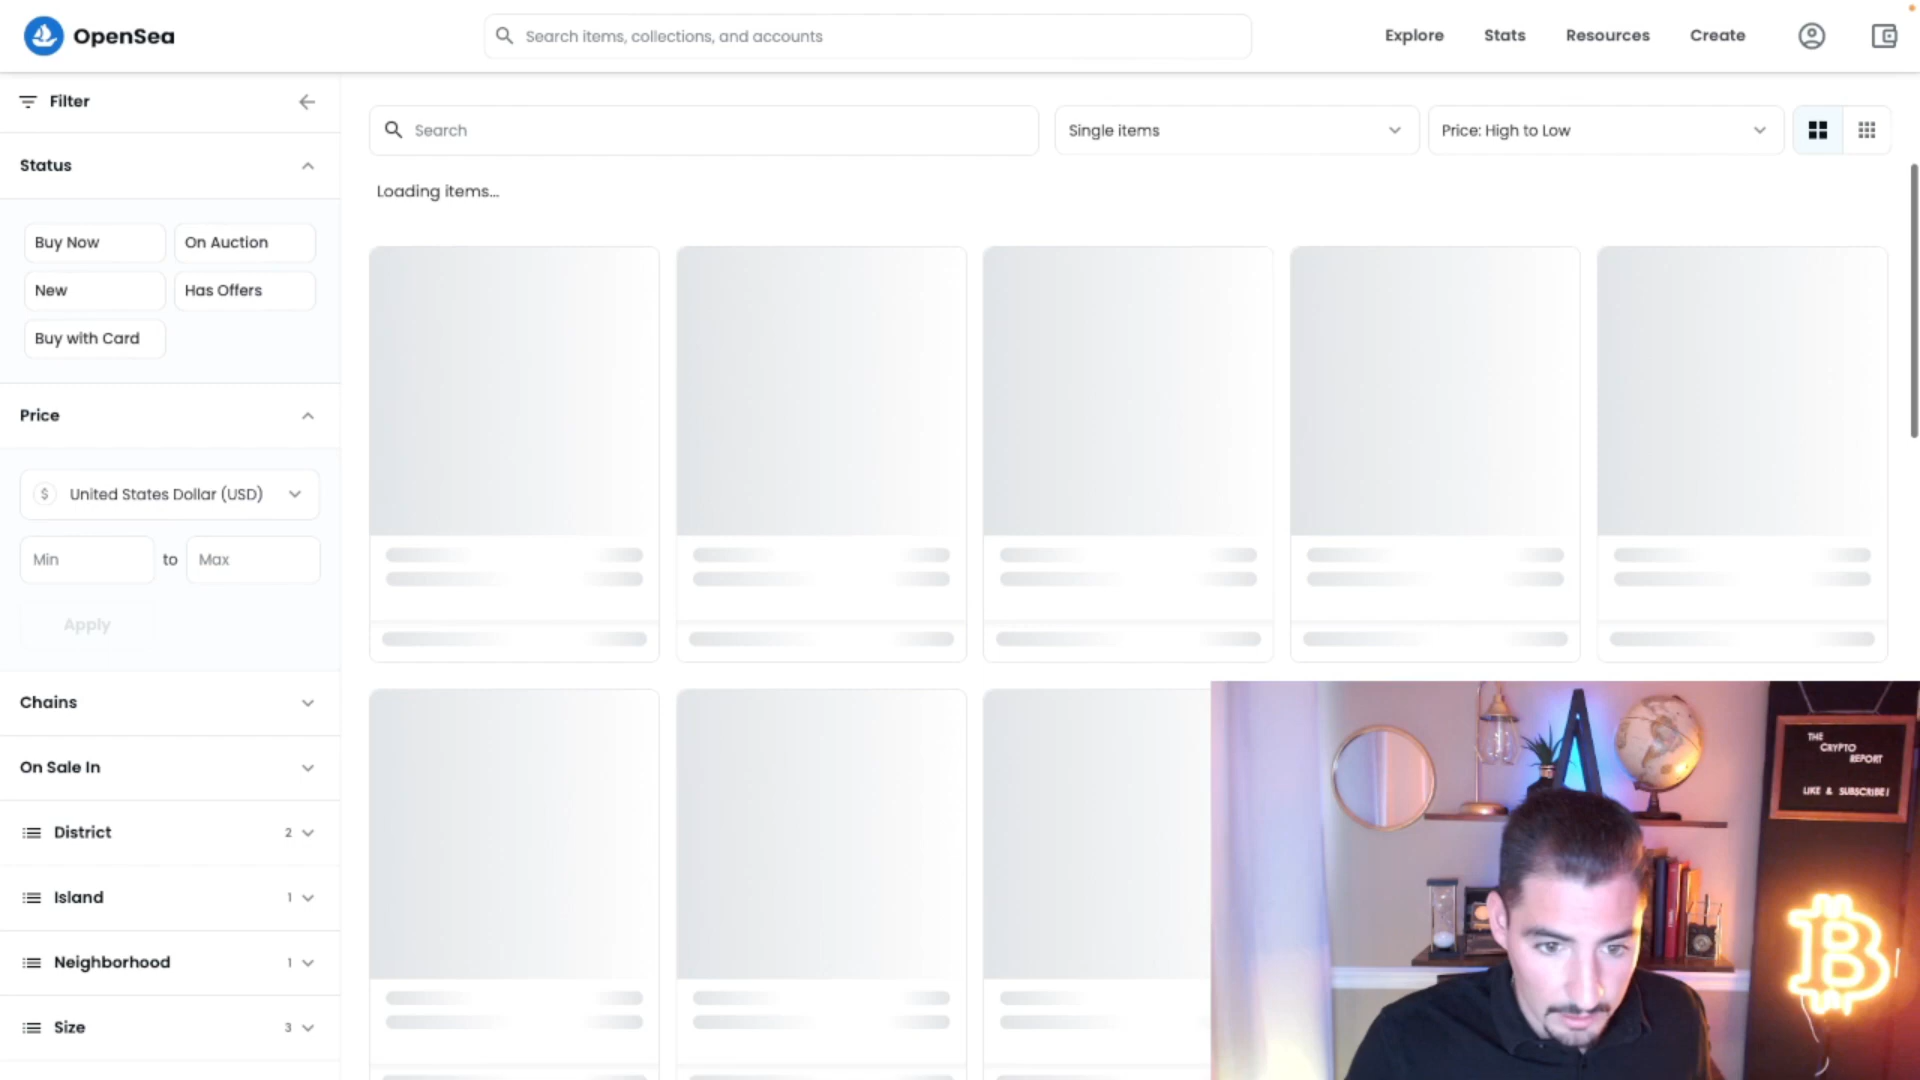 OpenSea
Search items, collections, and accounts
Explore
Stats
Resources
Create
Filter
Search
Single items
Price: High to Low
Status
Loading items...
Buy Now
On Auction
New
Has Offers
Buy with Card
Price
$ United States Dollar (USD)
Min
to
Max
Apply
Chains
On Sale In
District
2
Island
1
Neighborhood
1
Size
3
THE
CRYPTO
REPORT
LIKE & SUBSCRIBE!